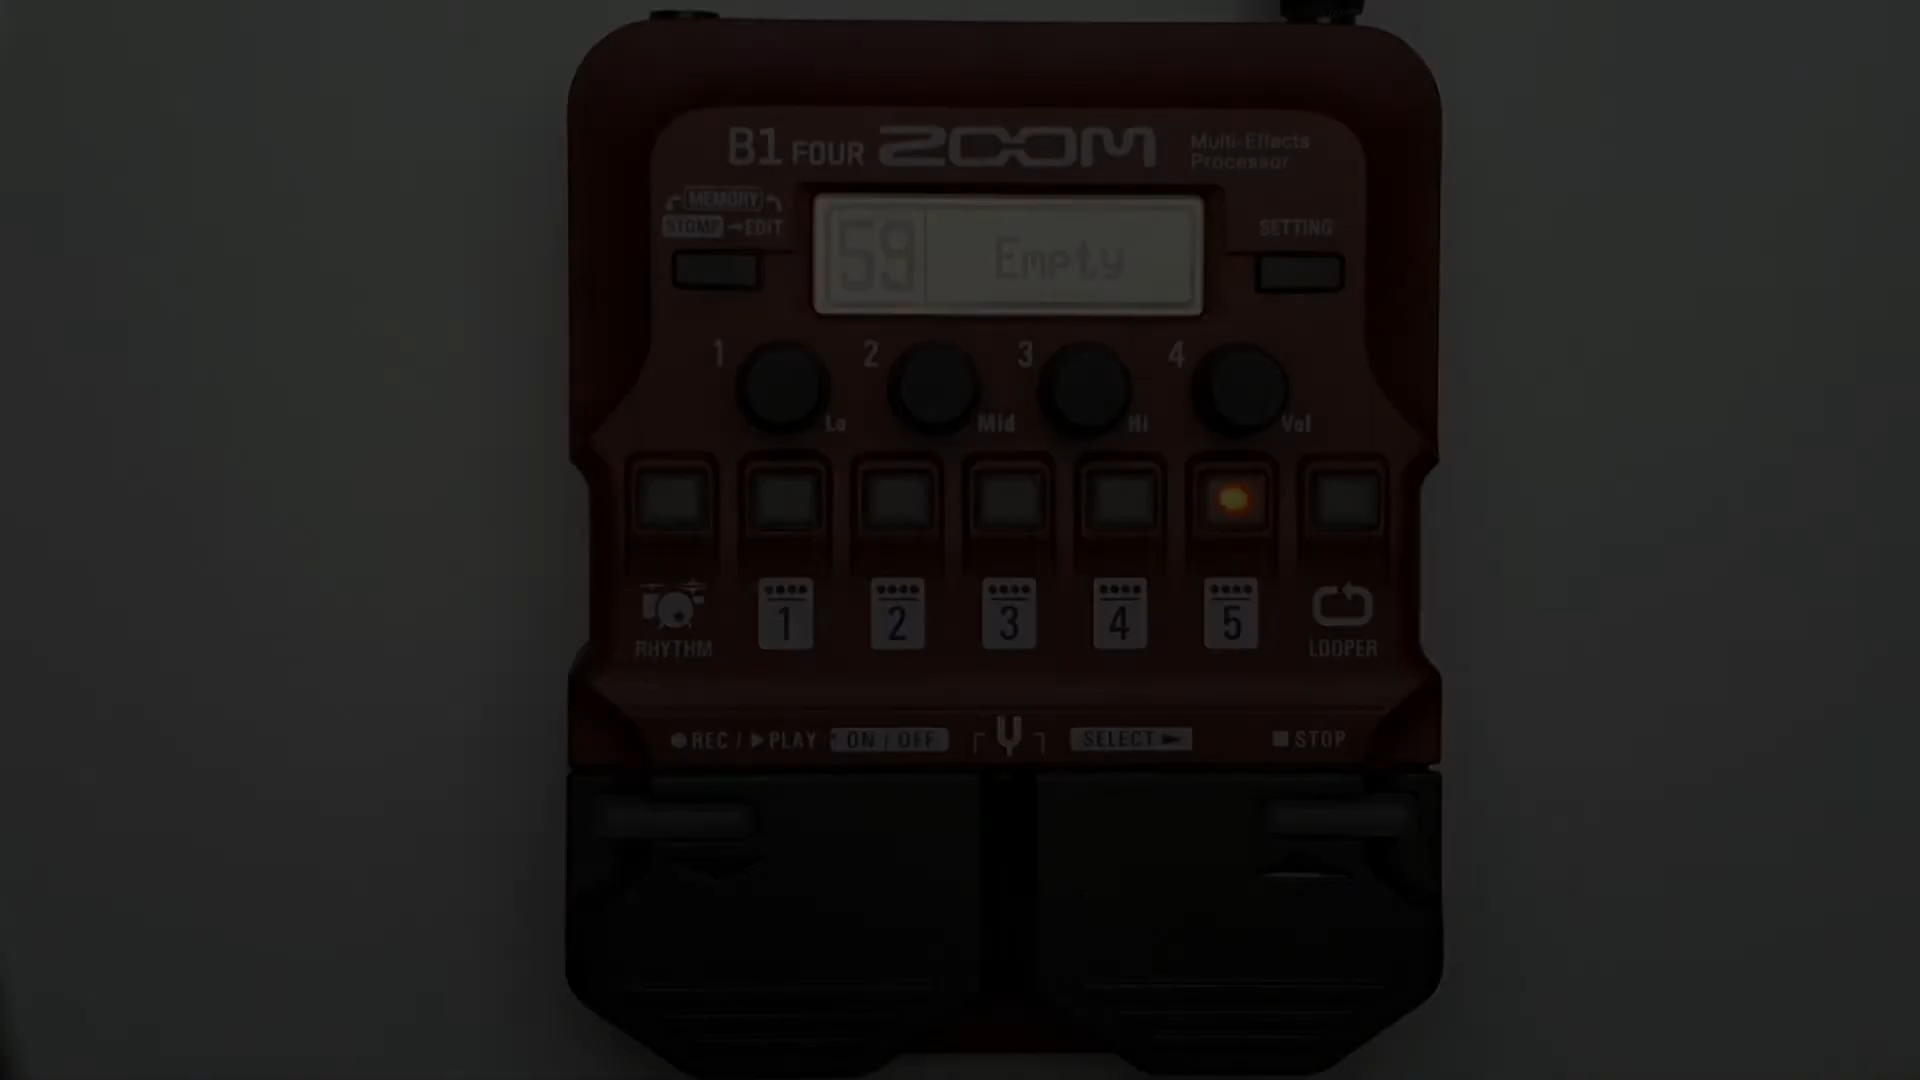 B1 FOUR ZOOM Multi-Effects
Processor
MEMORY
STOMP EDIT
SETTING
59 Empty
1 2 3 4
Lo Mid Hi Vol
1 2 3 4 5
RHYTHM LOOPER
REC / PLAY ON / OFF SELECT STOP